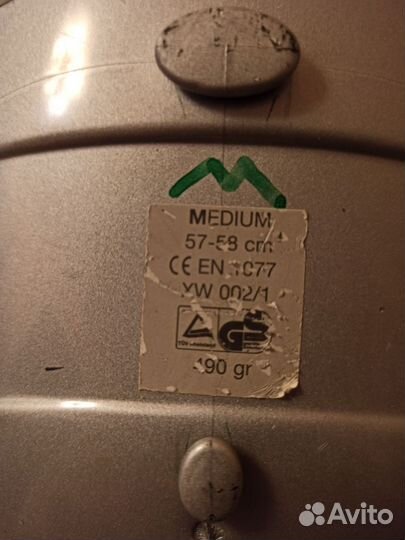 M
MEDIUM
57-58 cm
CE EN 1077
XW 002/1
GS
490 gr
Avito